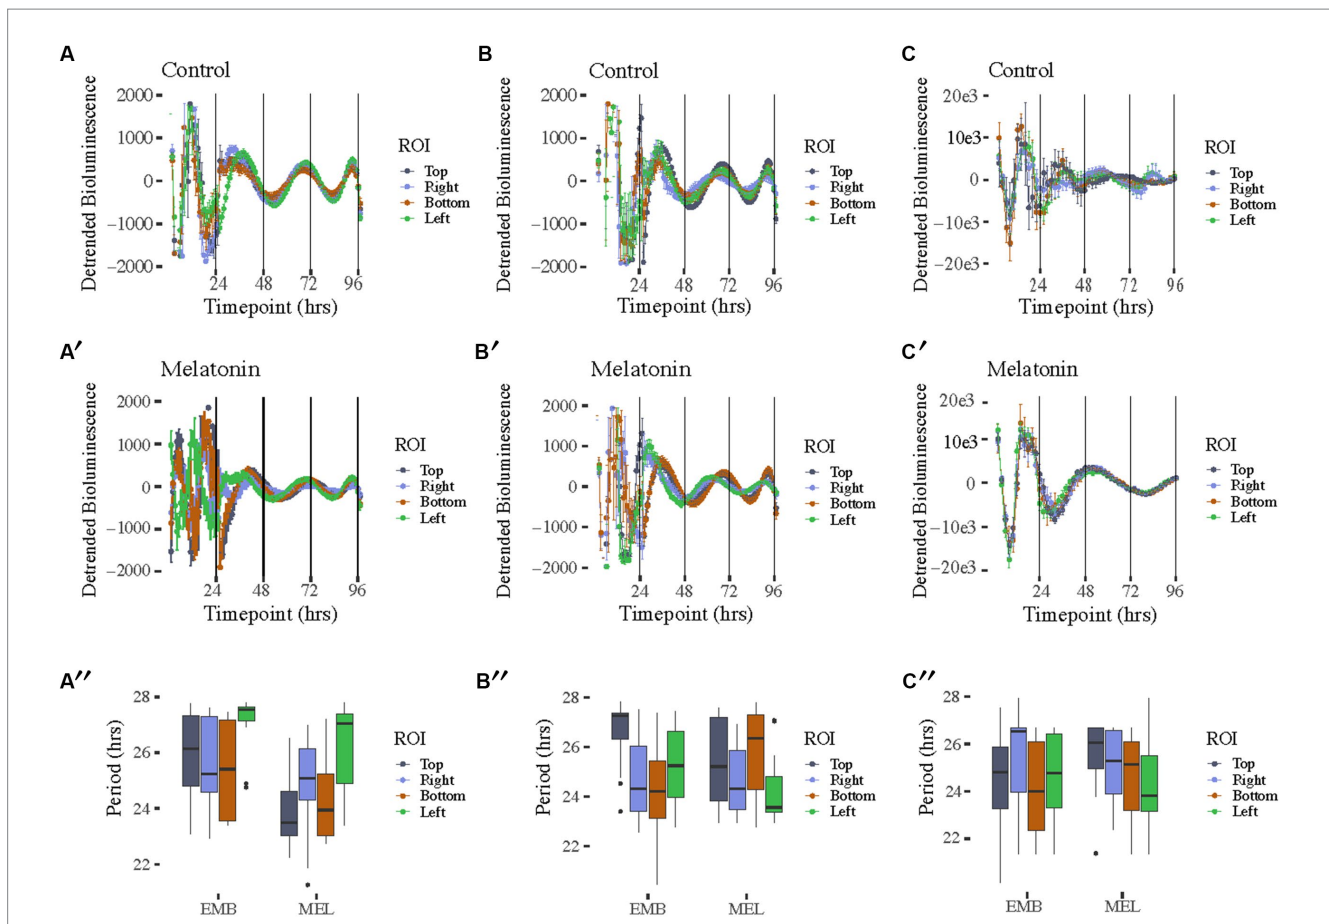 A
Control
Detrended Bioluminescence
2000
1000
0
−1000
−2000
24
48
72
96
Timepoint (hrs)
ROI
Top
Right
Bottom
Left
B
Control
Detrended Bioluminescence
2000
1000
0
−1000
−2000
24
48
72
96
Timepoint (hrs)
ROI
Top
Right
Bottom
Left
C
Control
Detrended Bioluminescence
20e3
10e3
0
−10e3
−20e3
24
48
72
96
Timepoint (hrs)
ROI
Top
Right
Bottom
Left
A′
Melatonin
Detrended Bioluminescence
2000
1000
0
−1000
−2000
24
48
72
96
Timepoint (hrs)
ROI
Top
Right
Bottom
Left
B′
Melatonin
Detrended Bioluminescence
2000
1000
0
−1000
−2000
24
48
72
96
Timepoint (hrs)
ROI
Top
Right
Bottom
Left
C′
Melatonin
Detrended Bioluminescence
20e3
10e3
0
−10e3
−20e3
24
48
72
96
Timepoint (hrs)
ROI
Top
Right
Bottom
Left
A′′
Period (hrs)
28
26
24
22
EMB
MEL
ROI
Top
Right
Bottom
Left
B′′
Period (hrs)
28
26
24
22
EMB
MEL
ROI
Top
Right
Bottom
Left
C′′
Period (hrs)
28
26
24
22
EMB
MEL
ROI
Top
Right
Bottom
Left